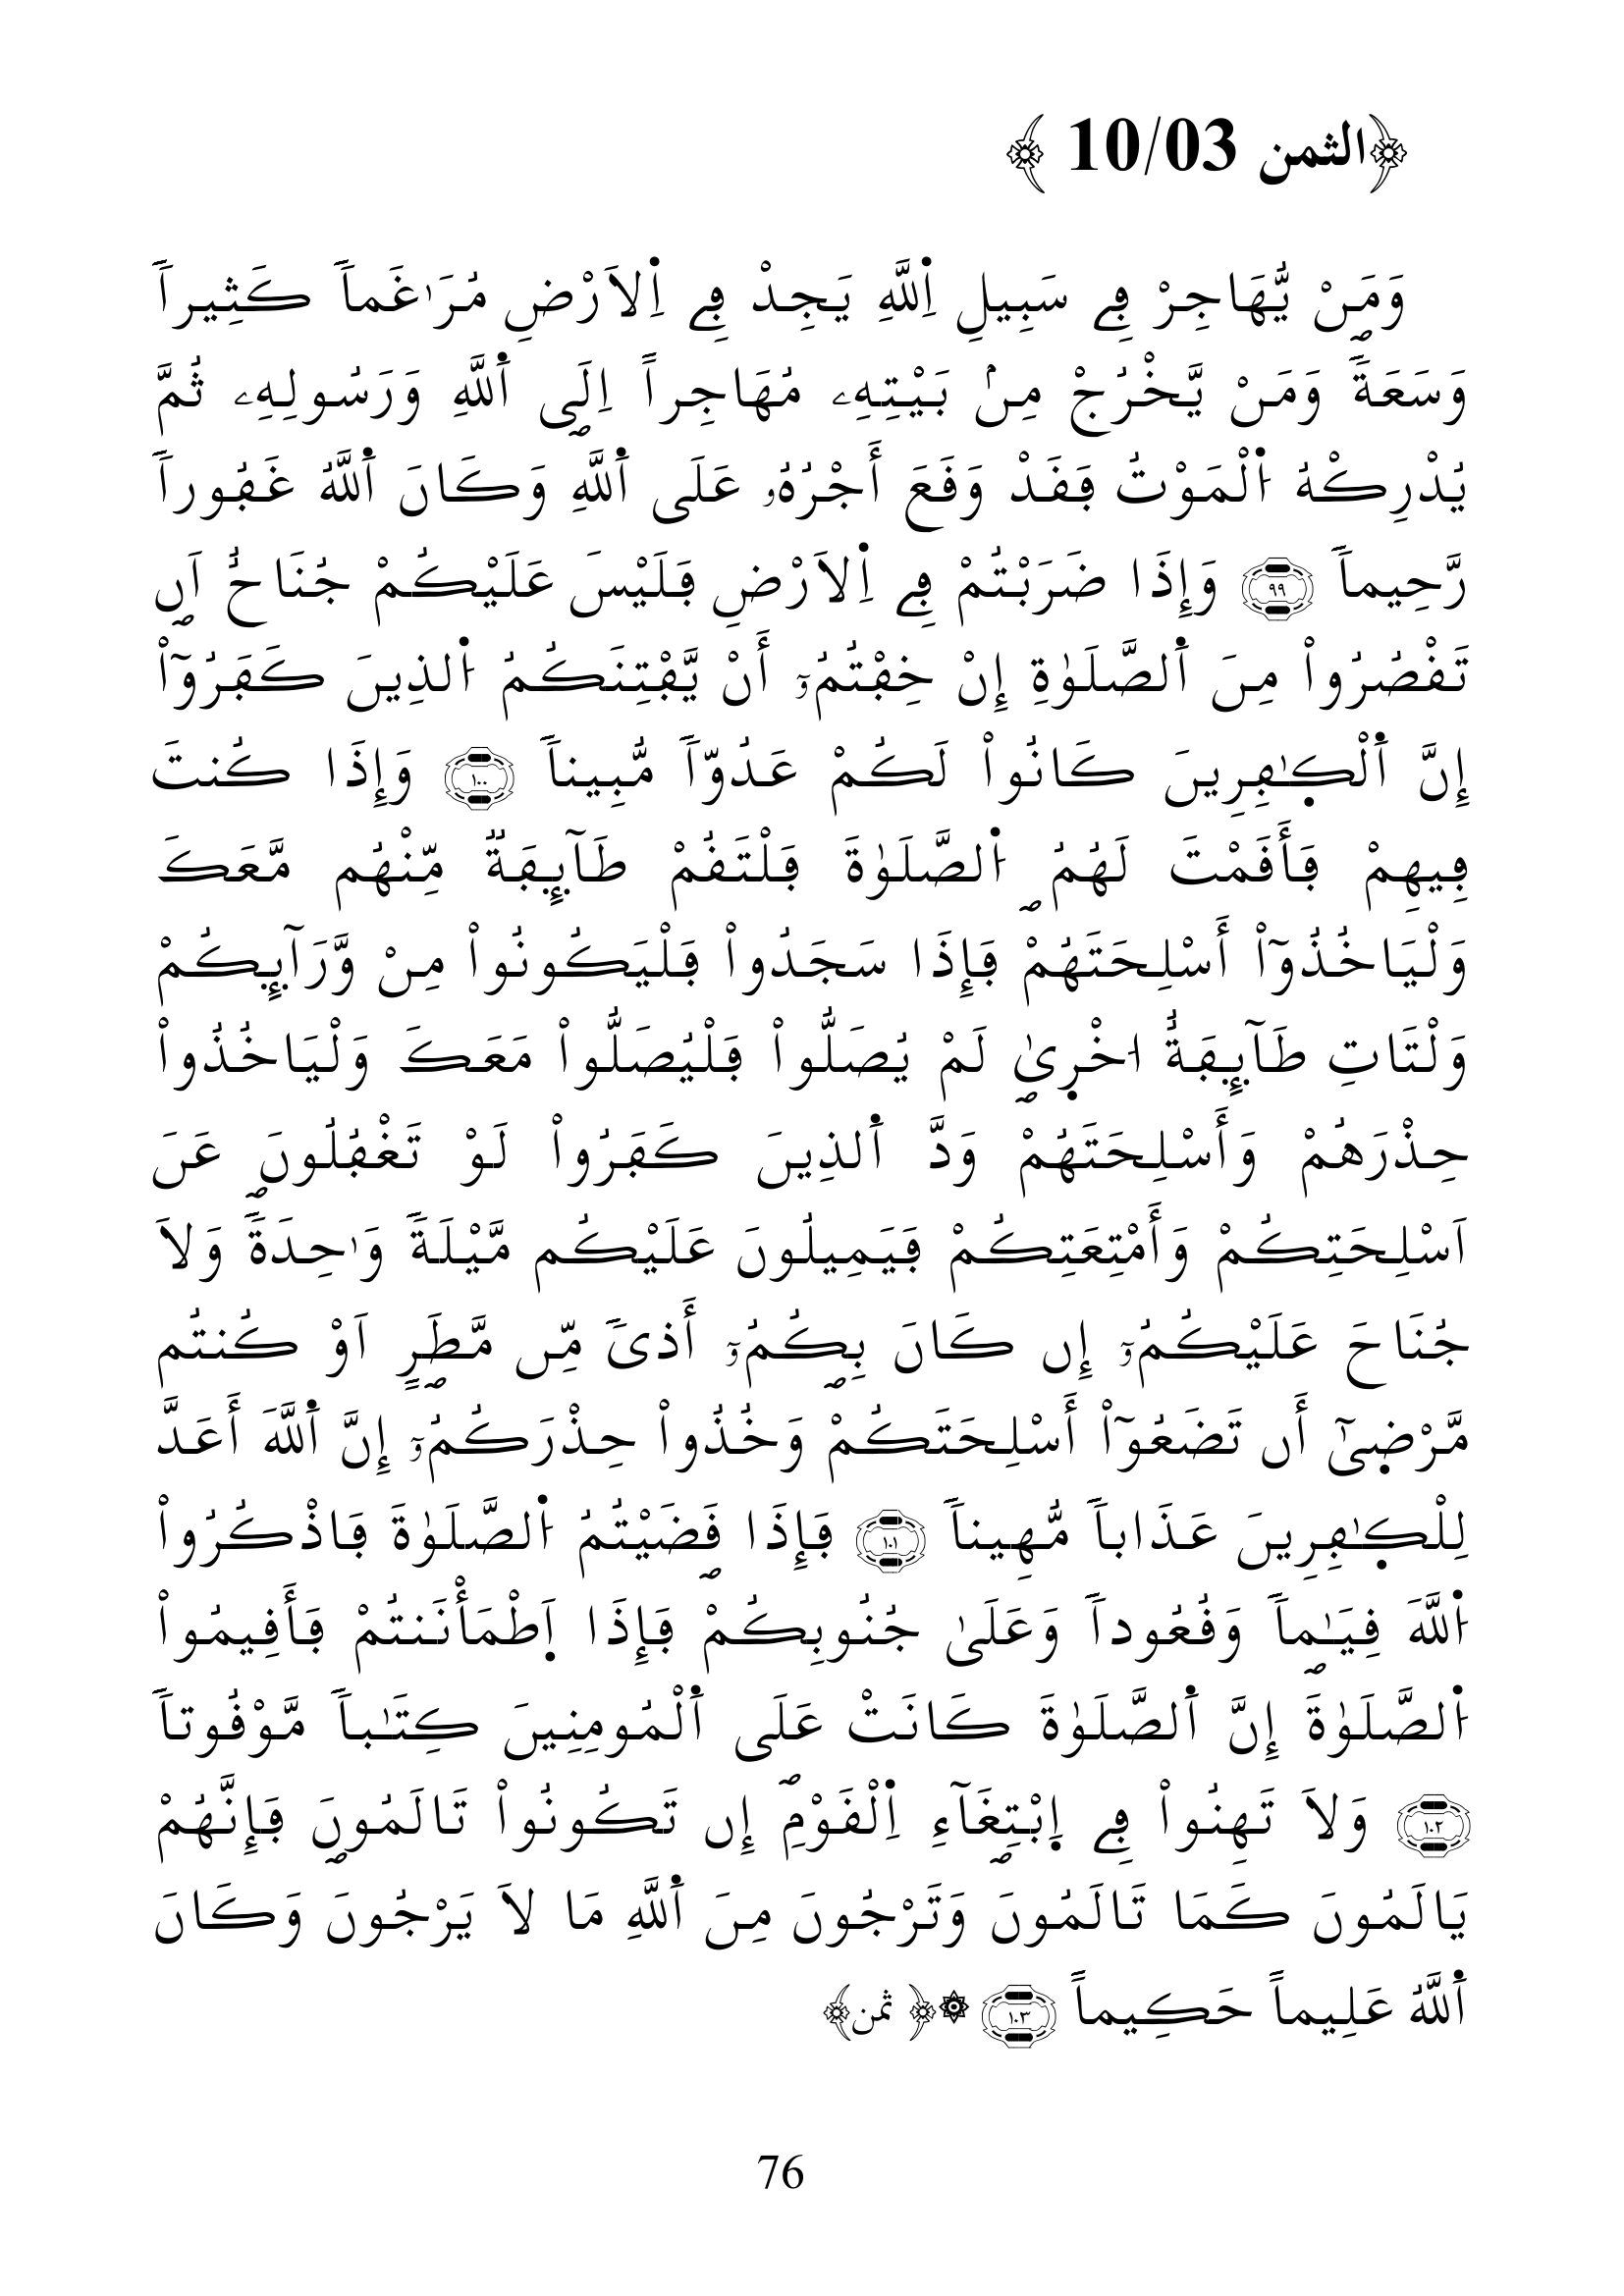 ﴿الثمن 10/03 ﴾
وَمَنْ يُّهَاجِرْ فِے سَبِيلِ اِ۬للَّهِ يَجِدْ فِے اِ۬لَارْضِ مُرَٰغَماٗ كَثِيراٗ
وَسَعَةٗ وَمَنْ يَّخْرُجْ مِنۢ بَيْتِهِۦ مُهَاجِراً اِلَي اَ۬للَّهِ وَرَسُولِهِۦ ثُمَّ
يُدْرِكْهُ اُ۬لْمَوْتُ فَقَدْ وَقَعَ أَجْرُهُۥ عَلَي اَ۬للَّهِ وَكَانَ اَ۬للَّهُ غَفُوراٗ
رَّحِيماٗ ۝٩٩ وَإِذَا ضَرَبْتُمْ فِے اِ۬لَارْضِ فَلَيْسَ عَلَيْكُمْ جُنَاحٌ اَن
تَقْصُرُواْ مِنَ اَ۬لصَّلَوٰةِ إِنْ خِفْتُمُۥٓ أَنْ يَّفْتِنَكُمُ اُ۬لذِينَ كَفَرُوٓاْ
إِنَّ اَ۬لْكٰ۪فِرِينَ كَانُواْ لَكُمْ عَدُوّاٗ مُّبِيناٗ ۝١٠٠ وَإِذَا كُنتَ
فِيهِمْ فَأَقَمْتَ لَهُمُ اُ۬لصَّلَوٰةَ فَلْتَقُمْ طَآئِفَةٞ مِّنْهُم مَّعَكَ
وَلْيَاخُذُوٓاْ أَسْلِحَتَهُمْ فَإِذَا سَجَدُواْ فَلْيَكُونُواْ مِنْ وَّرَآئِكُمْ
وَلْتَاتِ طَآئِفَةٌ ا۟خْر۪يٰ لَمْ يُصَلُّواْ فَلْيُصَلُّواْ مَعَكَ وَلْيَاخُذُواْ
حِذْرَهُمْ وَأَسْلِحَتَهُمْ وَدَّ اَ۬لذِينَ كَفَرُواْ لَوْ تَغْفُلُونَ عَنَ
اَسْلِحَتِكُمْ وَأَمْتِعَتِكُمْ فَيَمِيلُونَ عَلَيْكُم مَّيْلَةٗ وَٰحِدَةٗ وَلَا
جُنَاحَ عَلَيْكُمُۥٓ إِن كَانَ بِكُمُۥٓ أَذيٗ مِّن مَّطَرٍ اَوْ كُنتُم
مَّرْض۪يٰٓ أَن تَضَعُوٓاْ أَسْلِحَتَكُمْ وَخُذُواْ حِذْرَكُمُۥٓ إِنَّ اَ۬للَّهَ أَعَدَّ
لِلْكٰ۪فِرِينَ عَذَاباٗ مُّهِيناٗ ۝١٠١ فَإِذَا قَضَيْتُمُ اُ۬لصَّلَوٰةَ فَاذْكُرُواْ
اُ۬للَّهَ قِيَٰماٗ وَقُعُوداٗ وَعَلَيٰ جُنُوبِكُمْ فَإِذَا اَ۪طْمَأْنَنتُمْ فَأَقِيمُواْ
اُ۬لصَّلَوٰةَ إِنَّ اَ۬لصَّلَوٰةَ كَانَتْ عَلَي اَ۬لْمُومِنِينَ كِتَٰباٗ مَّوْقُوتاٗ
۝١٠٢ وَلَا تَهِنُواْ فِے اِ۪بْتِغَآءِ اِ۬لْقَوْمِ إِن تَكُونُواْ تَالَمُونَ فَإِنَّهُمْ
يَالَمُونَ كَمَا تَالَمُونَ وَتَرْجُونَ مِنَ اَ۬للَّهِ مَا لَا يَرْجُونَ وَكَانَ
اَ۬للَّهُ عَلِيماً حَكِيماً ۝١٠٣ ۞﴿ ثمن﴾
76